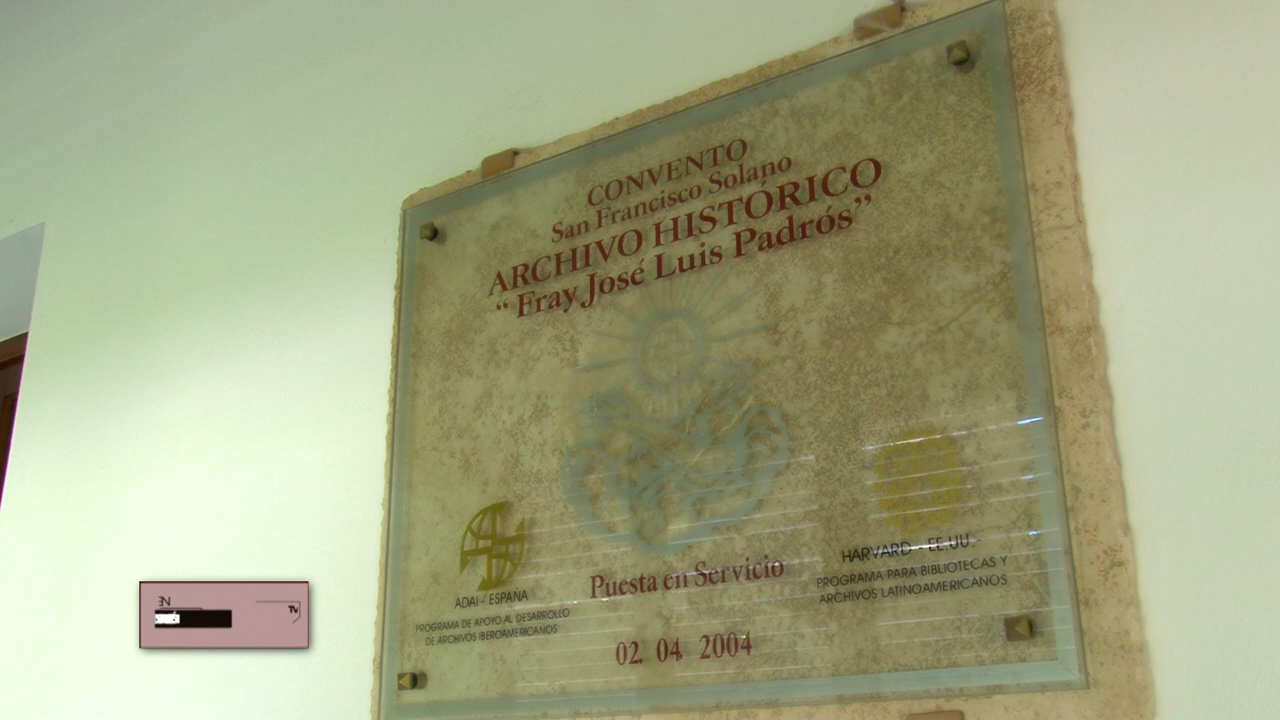 CONVENTO
San Francisco Solano
ARCHIVO HISTÓRICO
“Fray José Luis Padrós”
ADAI - ESPAÑA
PROGRAMA DE APOYO AL DESARROLLO
DE ARCHIVOS IBEROAMERICANOS
Puesta en Servicio
02. 04. 2004
HARVARD - EE.UU.-
PROGRAMA PARA BIBLIOTECAS Y
ARCHIVOS LATINOAMERICANOS
TV